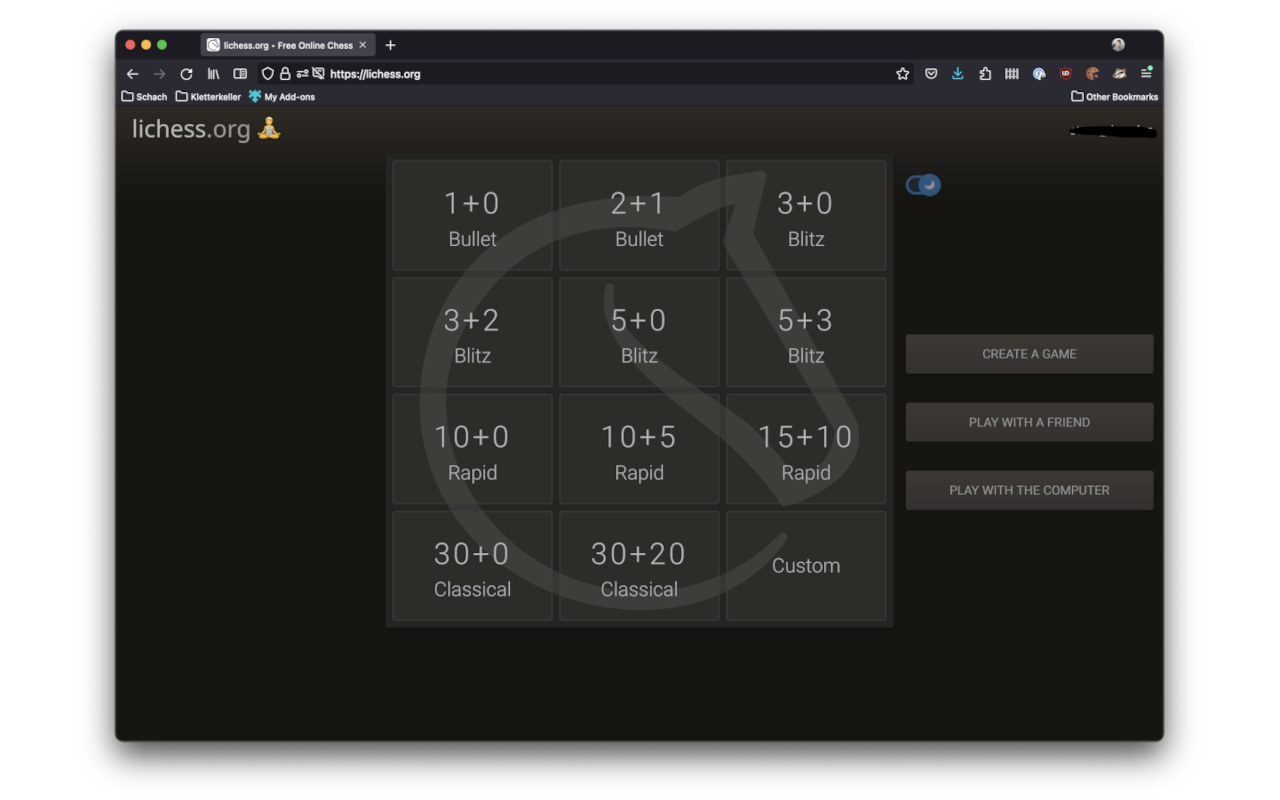 lichess.org • Free Online Chess
https://lichess.org
Schach Kletterkeller My Add-ons Other Bookmarks
lichess.org
1+0 2+1 3+0
Bullet Bullet Blitz
3+2 5+0 5+3
Blitz Blitz Blitz
CREATE A GAME
PLAY WITH A FRIEND
10+0 10+5 15+10
Rapid Rapid Rapid
PLAY WITH THE COMPUTER
30+0 30+20
Classical Classical Custom